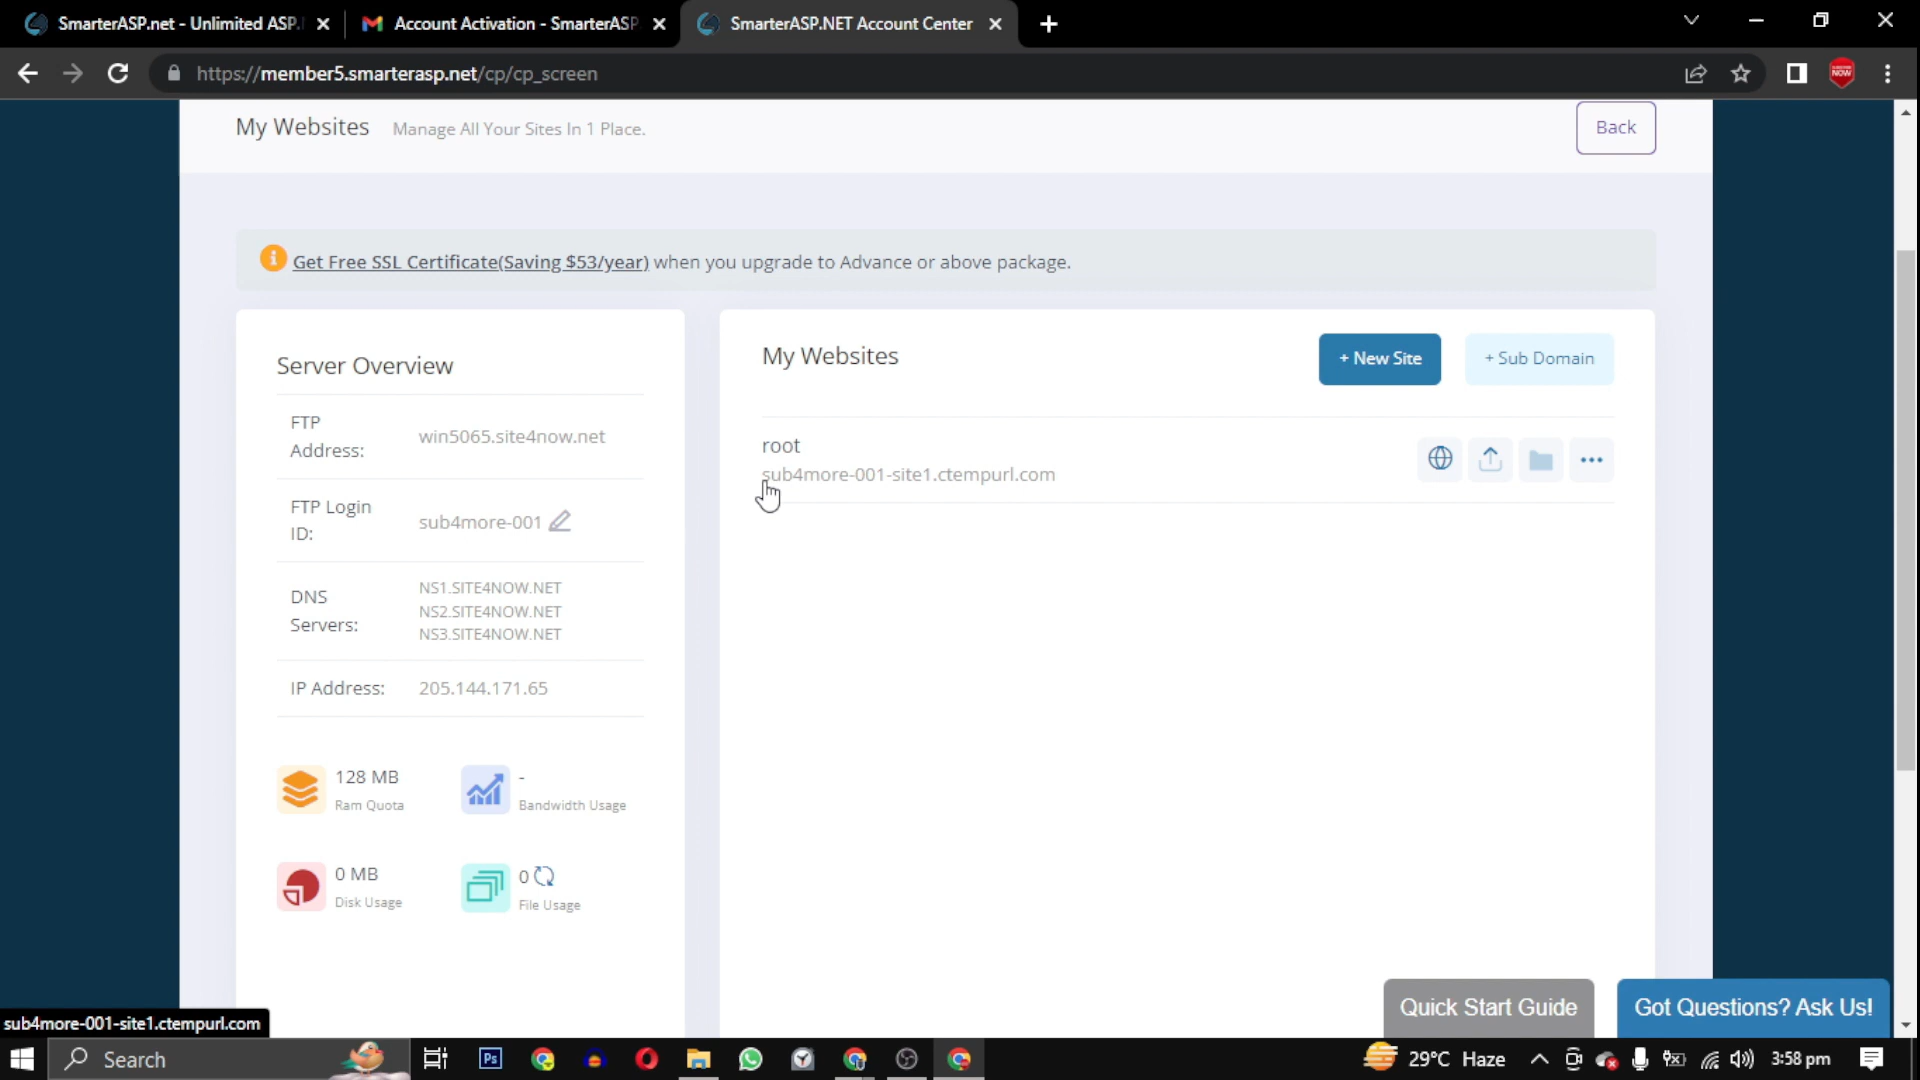 SmarterASP.net - Unlimited ASP.
Account Activation - SmarterASP
SmarterASP.NET Account Center
https://member5.smarterasp.net/cp/cp_screen
NOW
My Websites Manage All Your Sites In 1 Place.
Back
Get Free SSL Certificate(Saving $53/year) when you upgrade to Advance or above package.
Server Overview
FTP
Address:
win5065.site4now.net
FTP Login
ID:
sub4more-001
DNS
Servers:
NS1.SITE4NOW.NET
NS2.SITE4NOW.NET
NS3.SITE4NOW.NET
IP Address: 205.144.171.65
128 MB
Ram Quota
-
Bandwidth Usage
0 MB
Disk Usage
0
File Usage
My Websites
+ New Site
+ Sub Domain
root
sub4more-001-site1.ctempurl.com
Quick Start Guide
Got Questions? Ask Us!
sub4more-001-site1.ctempurl.com
Search
Ps
29°C Haze
3:58 pm